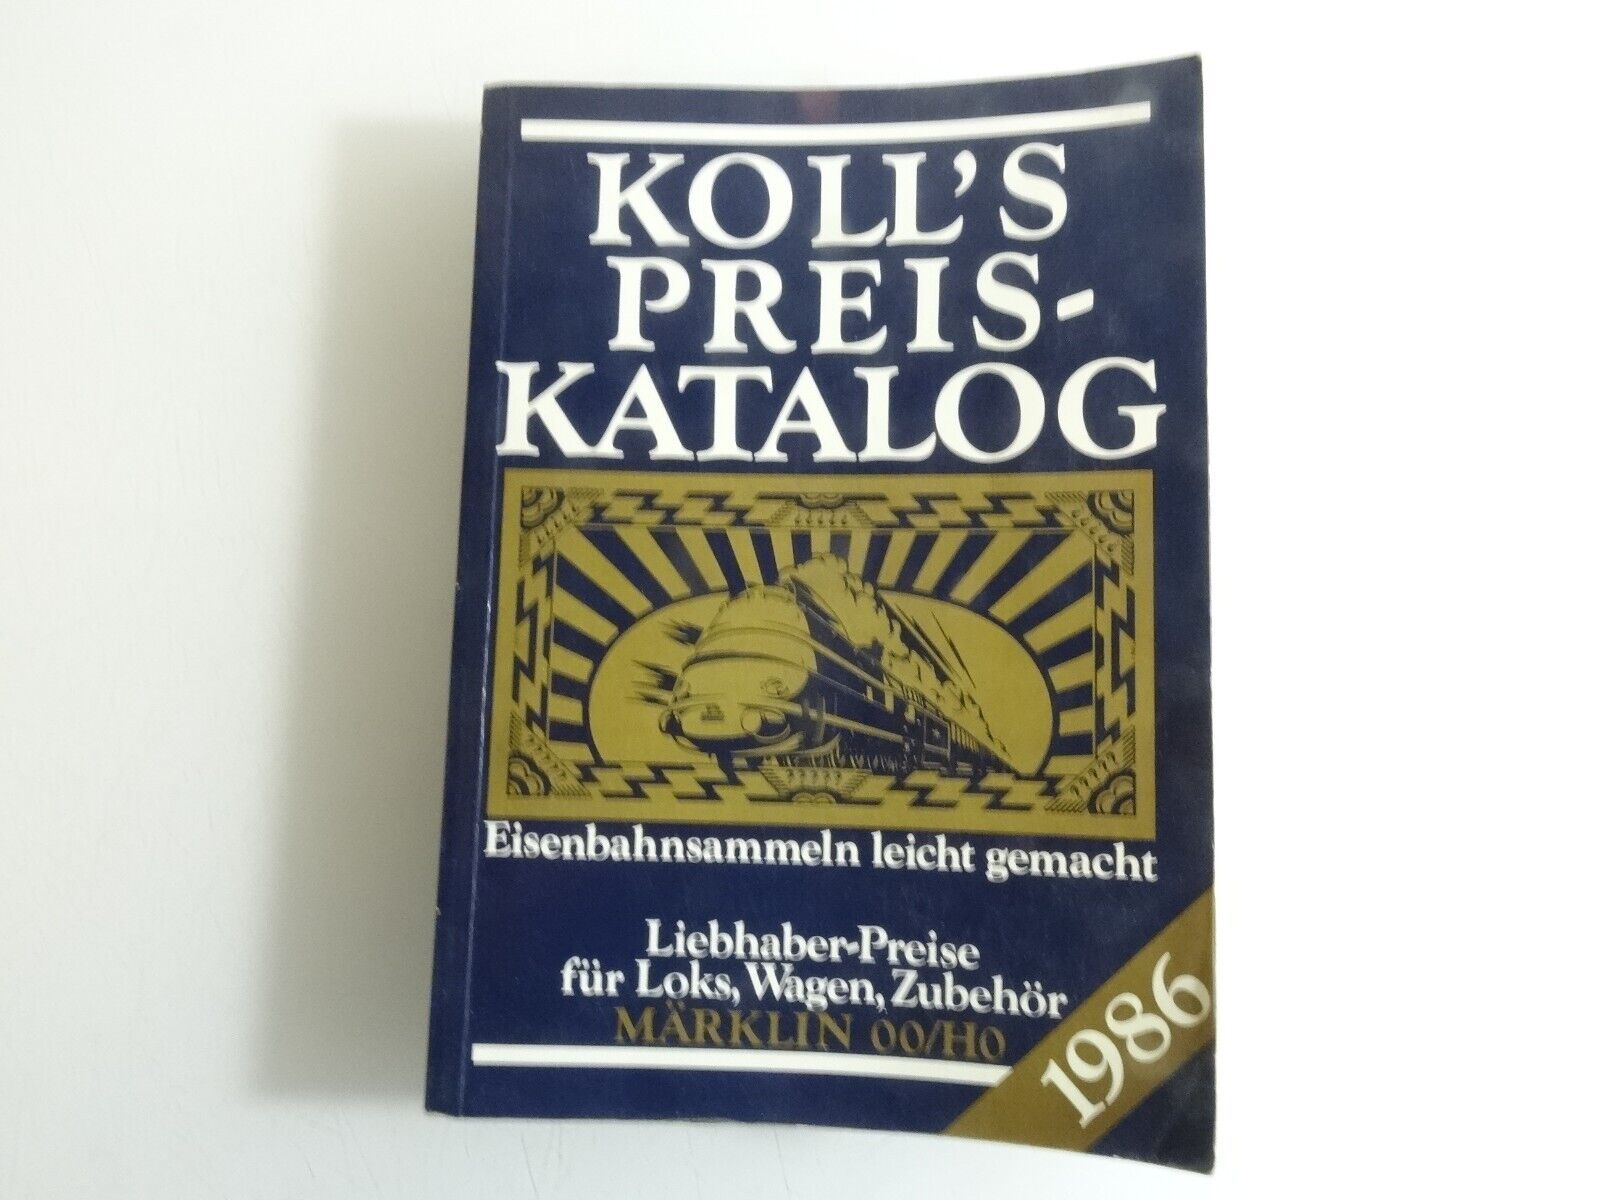 KOLL'S
PREIS-
KATALOG
Eisenbahnsammeln leicht gemacht
Liebhaber-Preise
für Loks, Wagen, Zubehör
MÄRKLIN 00/H0
1986